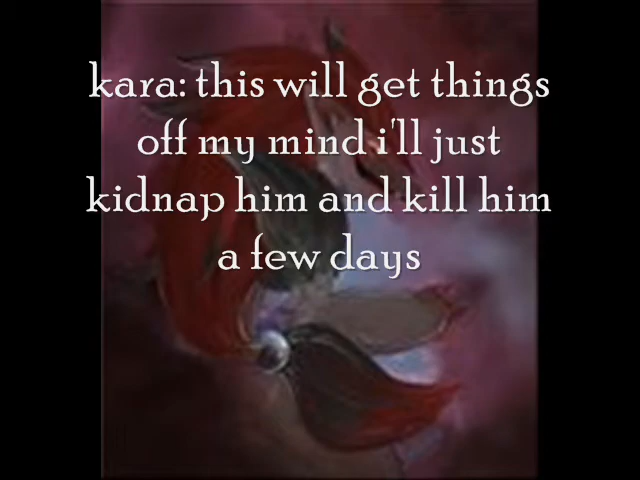 kara: this will get things
off my mind i'll just
kidnap him and kill him
a few days